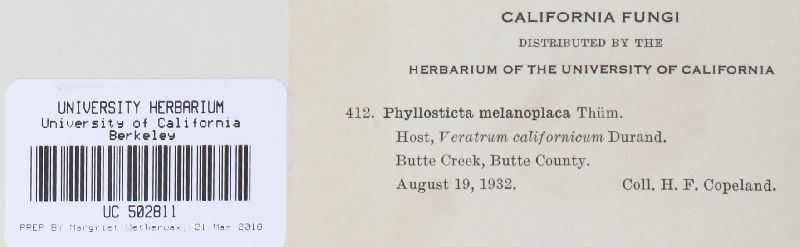 UNIVERSITY HERBARIUM
University of California
Berkeley
UC 502811
PREP BY Margriet Wetherwax, 21 Mar 2018
CALIFORNIA FUNGI
DISTRIBUTED BY THE
HERBARIUM OF THE UNIVERSITY OF CALIFORNIA
412. Phyllosticta melanoplaca Thüm.
Host, Veratrum californicum Durand.
Butte Creek, Butte County.
August 19, 1932. Coll. H. F. Copeland.